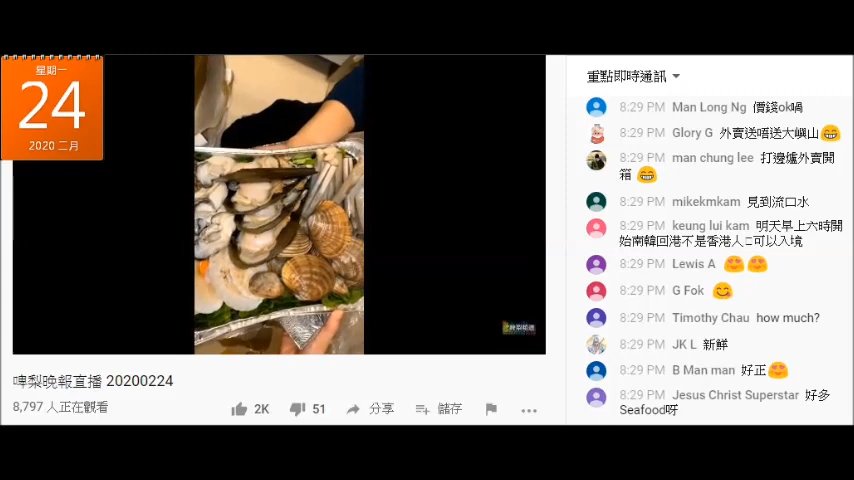 星期一
24
2020 二月
啤梨晚報直播 20200224
8,797 人正在觀看
2K
51
分享
儲存
重點即時通訊
8:29 PM Man Long Ng 價錢ok喎
8:29 PM Glory G 外賣送唔送大嶼山😁
8:29 PM man chung lee 打邊爐外賣開
箱😁
8:29 PM mikekmkam 見到流口水
8:29 PM keung lui kam 明天早上六時開
始南韓回港不是香港人□可以入境
8:29 PM Lewis A 😍😍
8:29 PM G Fok 😋
8:29 PM Timothy Chau how much?
8:29 PM JK L 新鮮
8:29 PM B Man man 好正😍
8:29 PM Jesus Christ Superstar 好多
Seafood呀